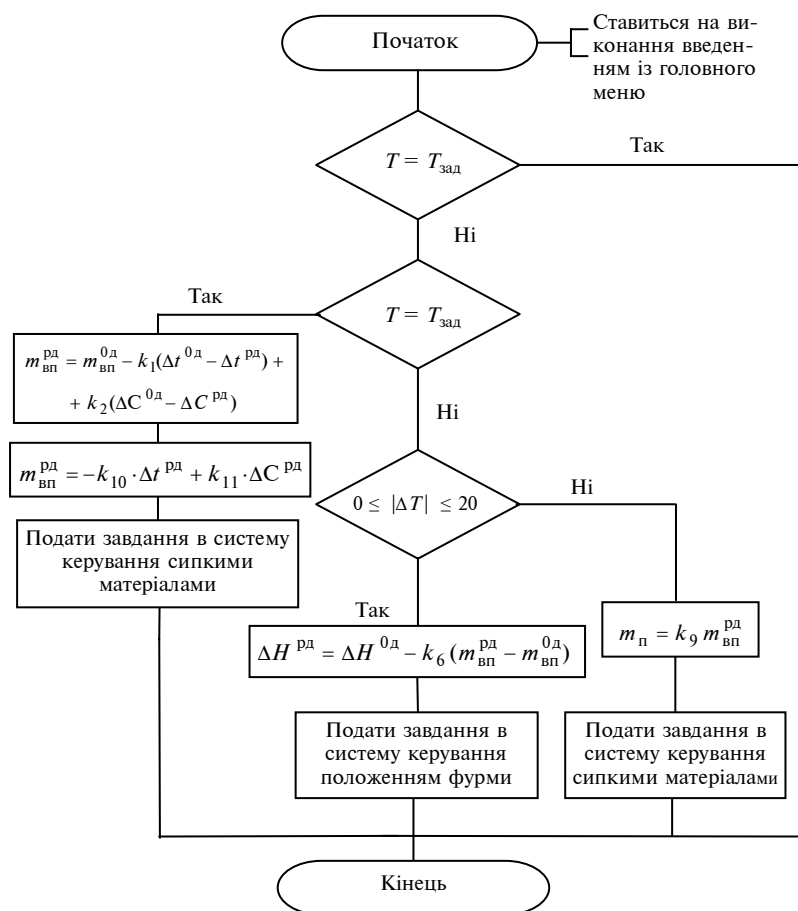 Початок
Ставиться на ви-
конання введен-
ням із головного
меню
T = Tзад
Так
Ні
T = Tзад
Так
m вп рд = m вп 0д – k1(Δt 0д – Δt рд) +
+ k2(ΔC 0д – ΔC рд)
Ні
m вп рд = –k10 · Δt рд + k11 · ΔC рд
0 ≤ |ΔT| ≤ 20
Ні
Подати завдання в систему
керування сипкими
матеріалами
Так
ΔH рд = ΔH 0д – k6 (m вп рд – m вп 0д)
mп = k9 m вп рд
Подати завдання в
систему керування
положенням фурми
Подати завдання в
систему керування
сипкими матеріалами
Кінець